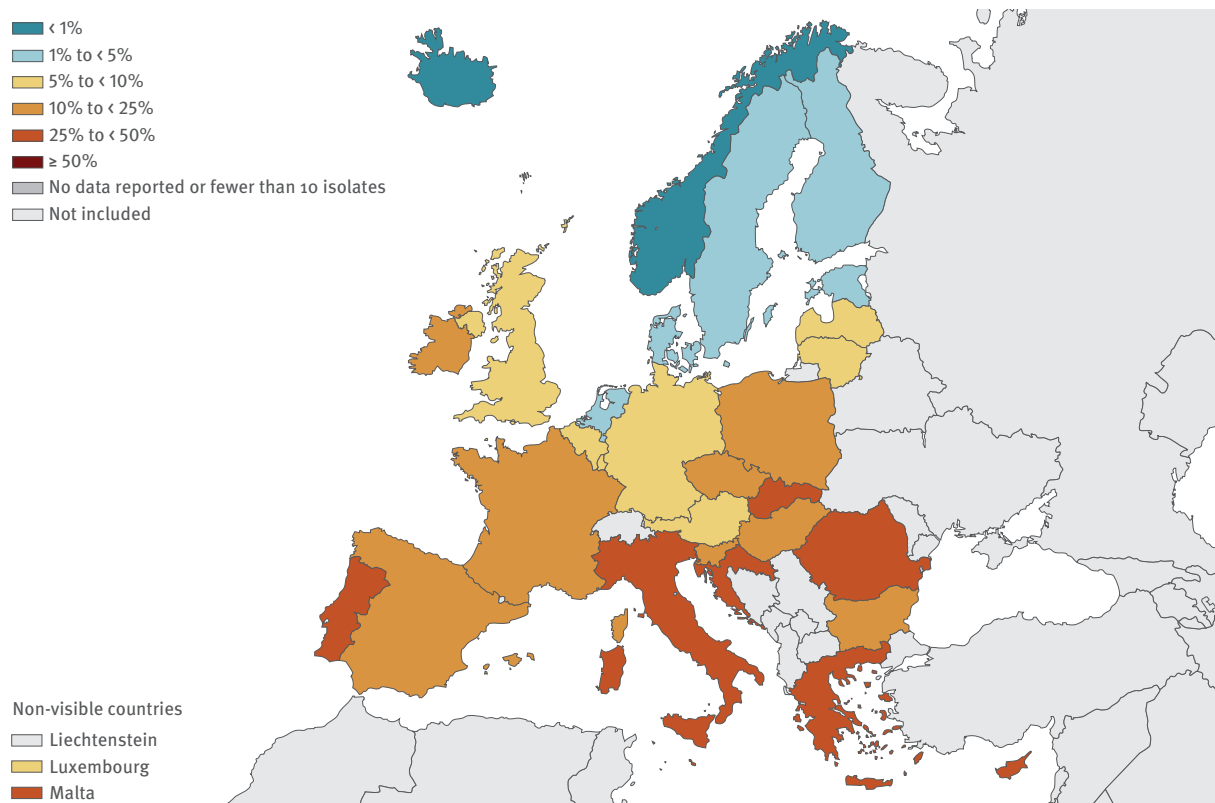 < 1%
1% to < 5%
5% to < 10%
10% to < 25%
25% to < 50%
≥ 50%
No data reported or fewer than 10 isolates
Not included
Non-visible countries
Liechtenstein
Luxembourg
Malta